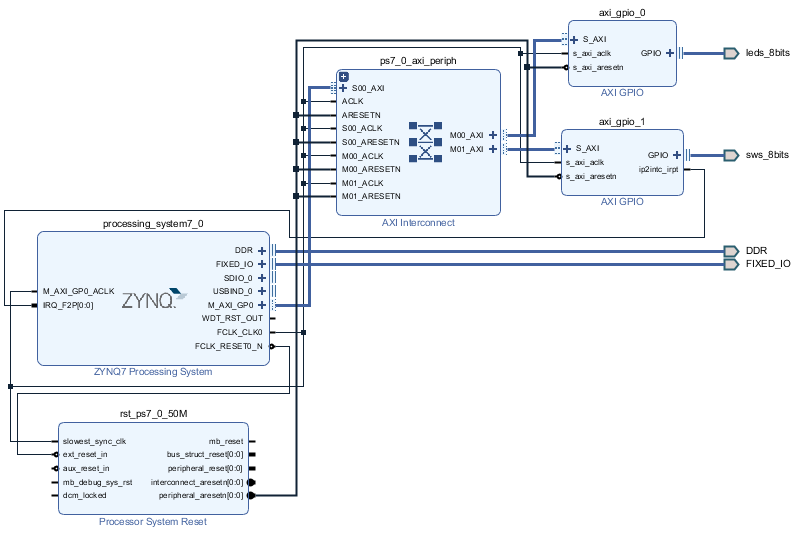 axi_gpio_0
S_AXI
s_axi_aclk
s_axi_aresetn
GPIO
AXI GPIO
leds_8bits
ps7_0_axi_periph
S00_AXI
ACLK
ARESETN
S00_ACLK
S00_ARESETN
M00_ACLK
M00_ARESETN
M01_ACLK
M01_ARESETN
M00_AXI
M01_AXI
AXI Interconnect
axi_gpio_1
S_AXI
s_axi_aclk
s_axi_aresetn
GPIO
ip2intc_irpt
AXI GPIO
sws_8bits
processing_system7_0
M_AXI_GP0_ACLK
IRQ_F2P[0:0]
ZYNQ
DDR
FIXED_IO
SDIO_0
USBIND_0
M_AXI_GP0
WDT_RST_OUT
FCLK_CLK0
FCLK_RESET0_N
ZYNQ7 Processing System
DDR
FIXED_IO
rst_ps7_0_50M
slowest_sync_clk
ext_reset_in
aux_reset_in
mb_debug_sys_rst
dcm_locked
mb_reset
bus_struct_reset[0:0]
peripheral_reset[0:0]
interconnect_aresetn[0:0]
peripheral_aresetn[0:0]
Processor System Reset